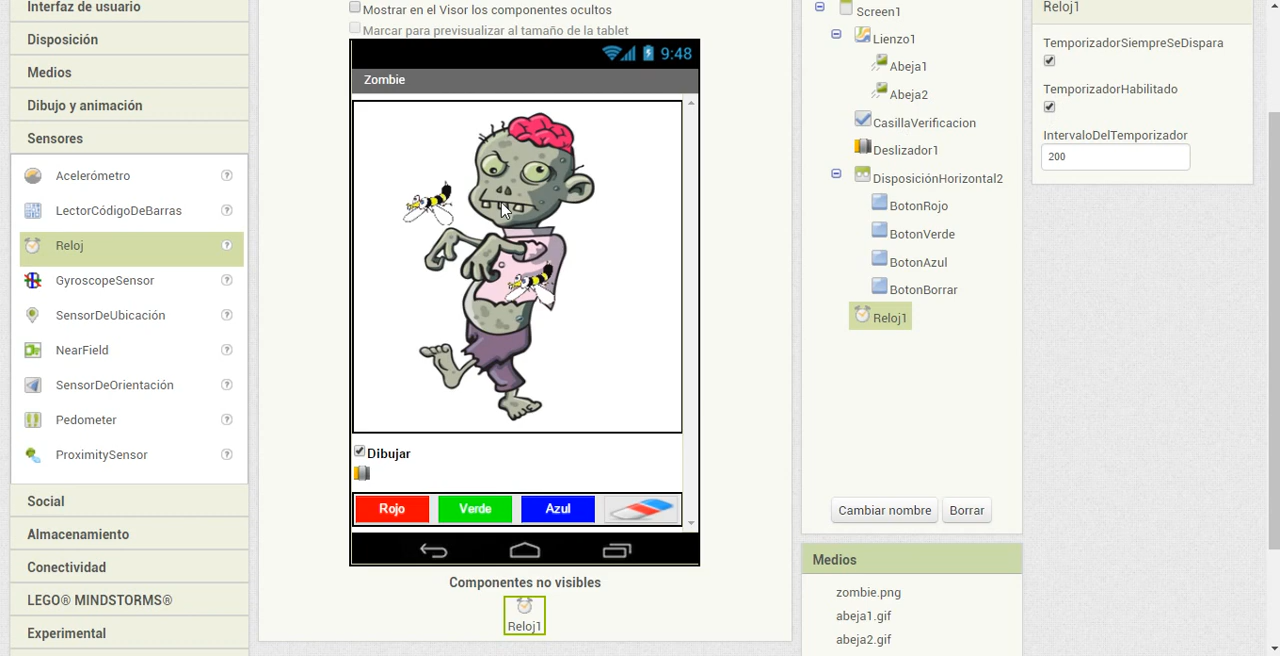 Interfaz de usuario
Disposición
Medios
Dibujo y animación
Sensores
Acelerómetro
LectorCódigoDeBarras
Reloj
GyroscopeSensor
SensorDeUbicación
NearField
SensorDeOrientación
Pedometer
ProximitySensor
Social
Almacenamiento
Conectividad
LEGO® MINDSTORMS®
Experimental
Mostrar en el Visor los componentes ocultos
Marcar para previsualizar al tamaño de la tablet
9:48
Zombie
Dibujar
Rojo
Verde
Azul
Componentes no visibles
Reloj1
Screen1
Lienzo1
Abeja1
Abeja2
CasillaVerificacion
Deslizador1
DisposiciónHorizontal2
BotonRojo
BotonVerde
BotonAzul
BotonBorrar
Reloj1
Cambiar nombre
Borrar
Medios
zombie.png
abeja1.gif
abeja2.gif
Reloj1
TemporizadorSiempreSeDispara
TemporizadorHabilitado
IntervaloDelTemporizador
200